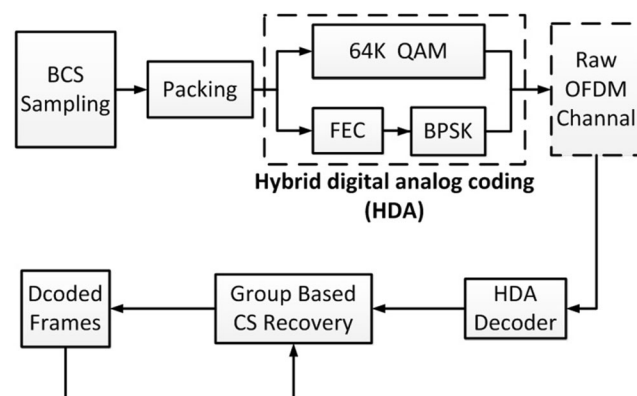 BCS
Sampling
Packing
64K QAM
FEC
BPSK
Raw
OFDM
Channel
Hybrid digital analog coding
(HDA)
Dcoded
Frames
Group Based
CS Recovery
HDA
Decoder